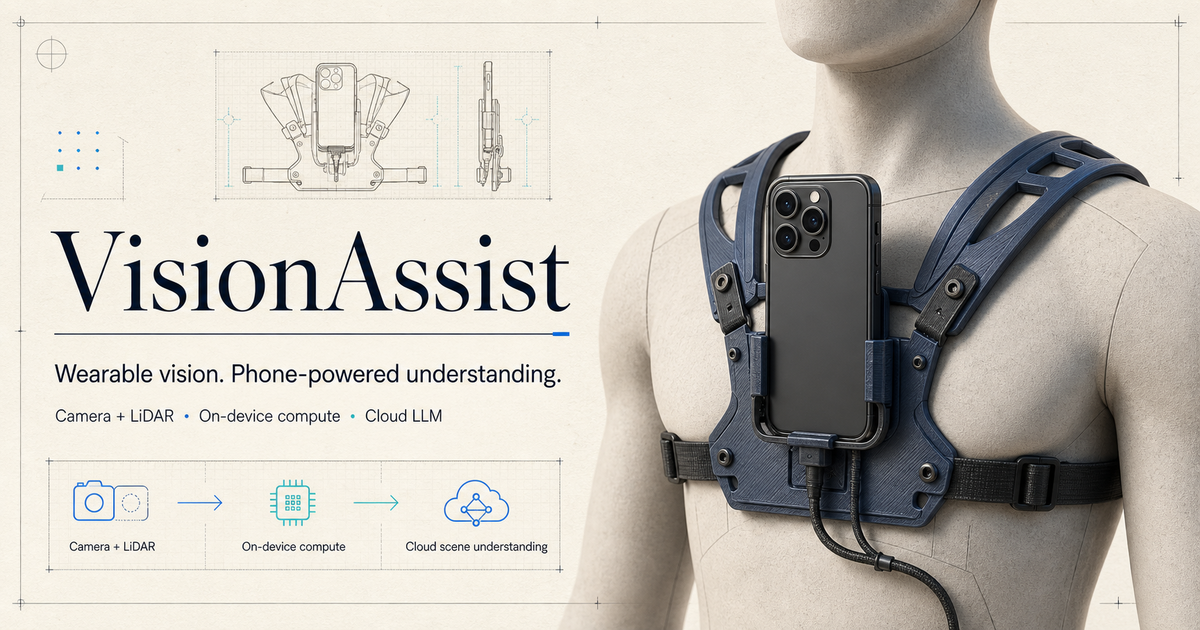 VisionAssist
Wearable vision. Phone-powered understanding.
Camera + LiDAR • On-device compute • Cloud LLM
Camera + LiDAR
On-device compute
Cloud scene understanding